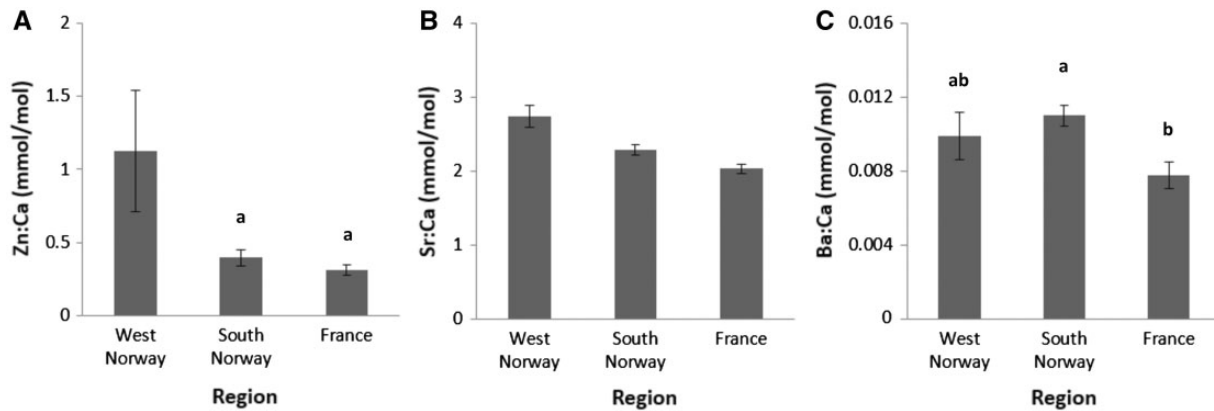 A
Zn:Ca (mmol/mol)
2
1.5
1
0.5
0
a
a
West
Norway
South
Norway
France
Region
B
Sr:Ca (mmol/mol)
4
3
2
1
0
West
Norway
South
Norway
France
Region
C
Ba:Ca (mmol/mol)
0.016
0.012
0.008
0.004
0
ab
a
b
West
Norway
South
Norway
France
Region